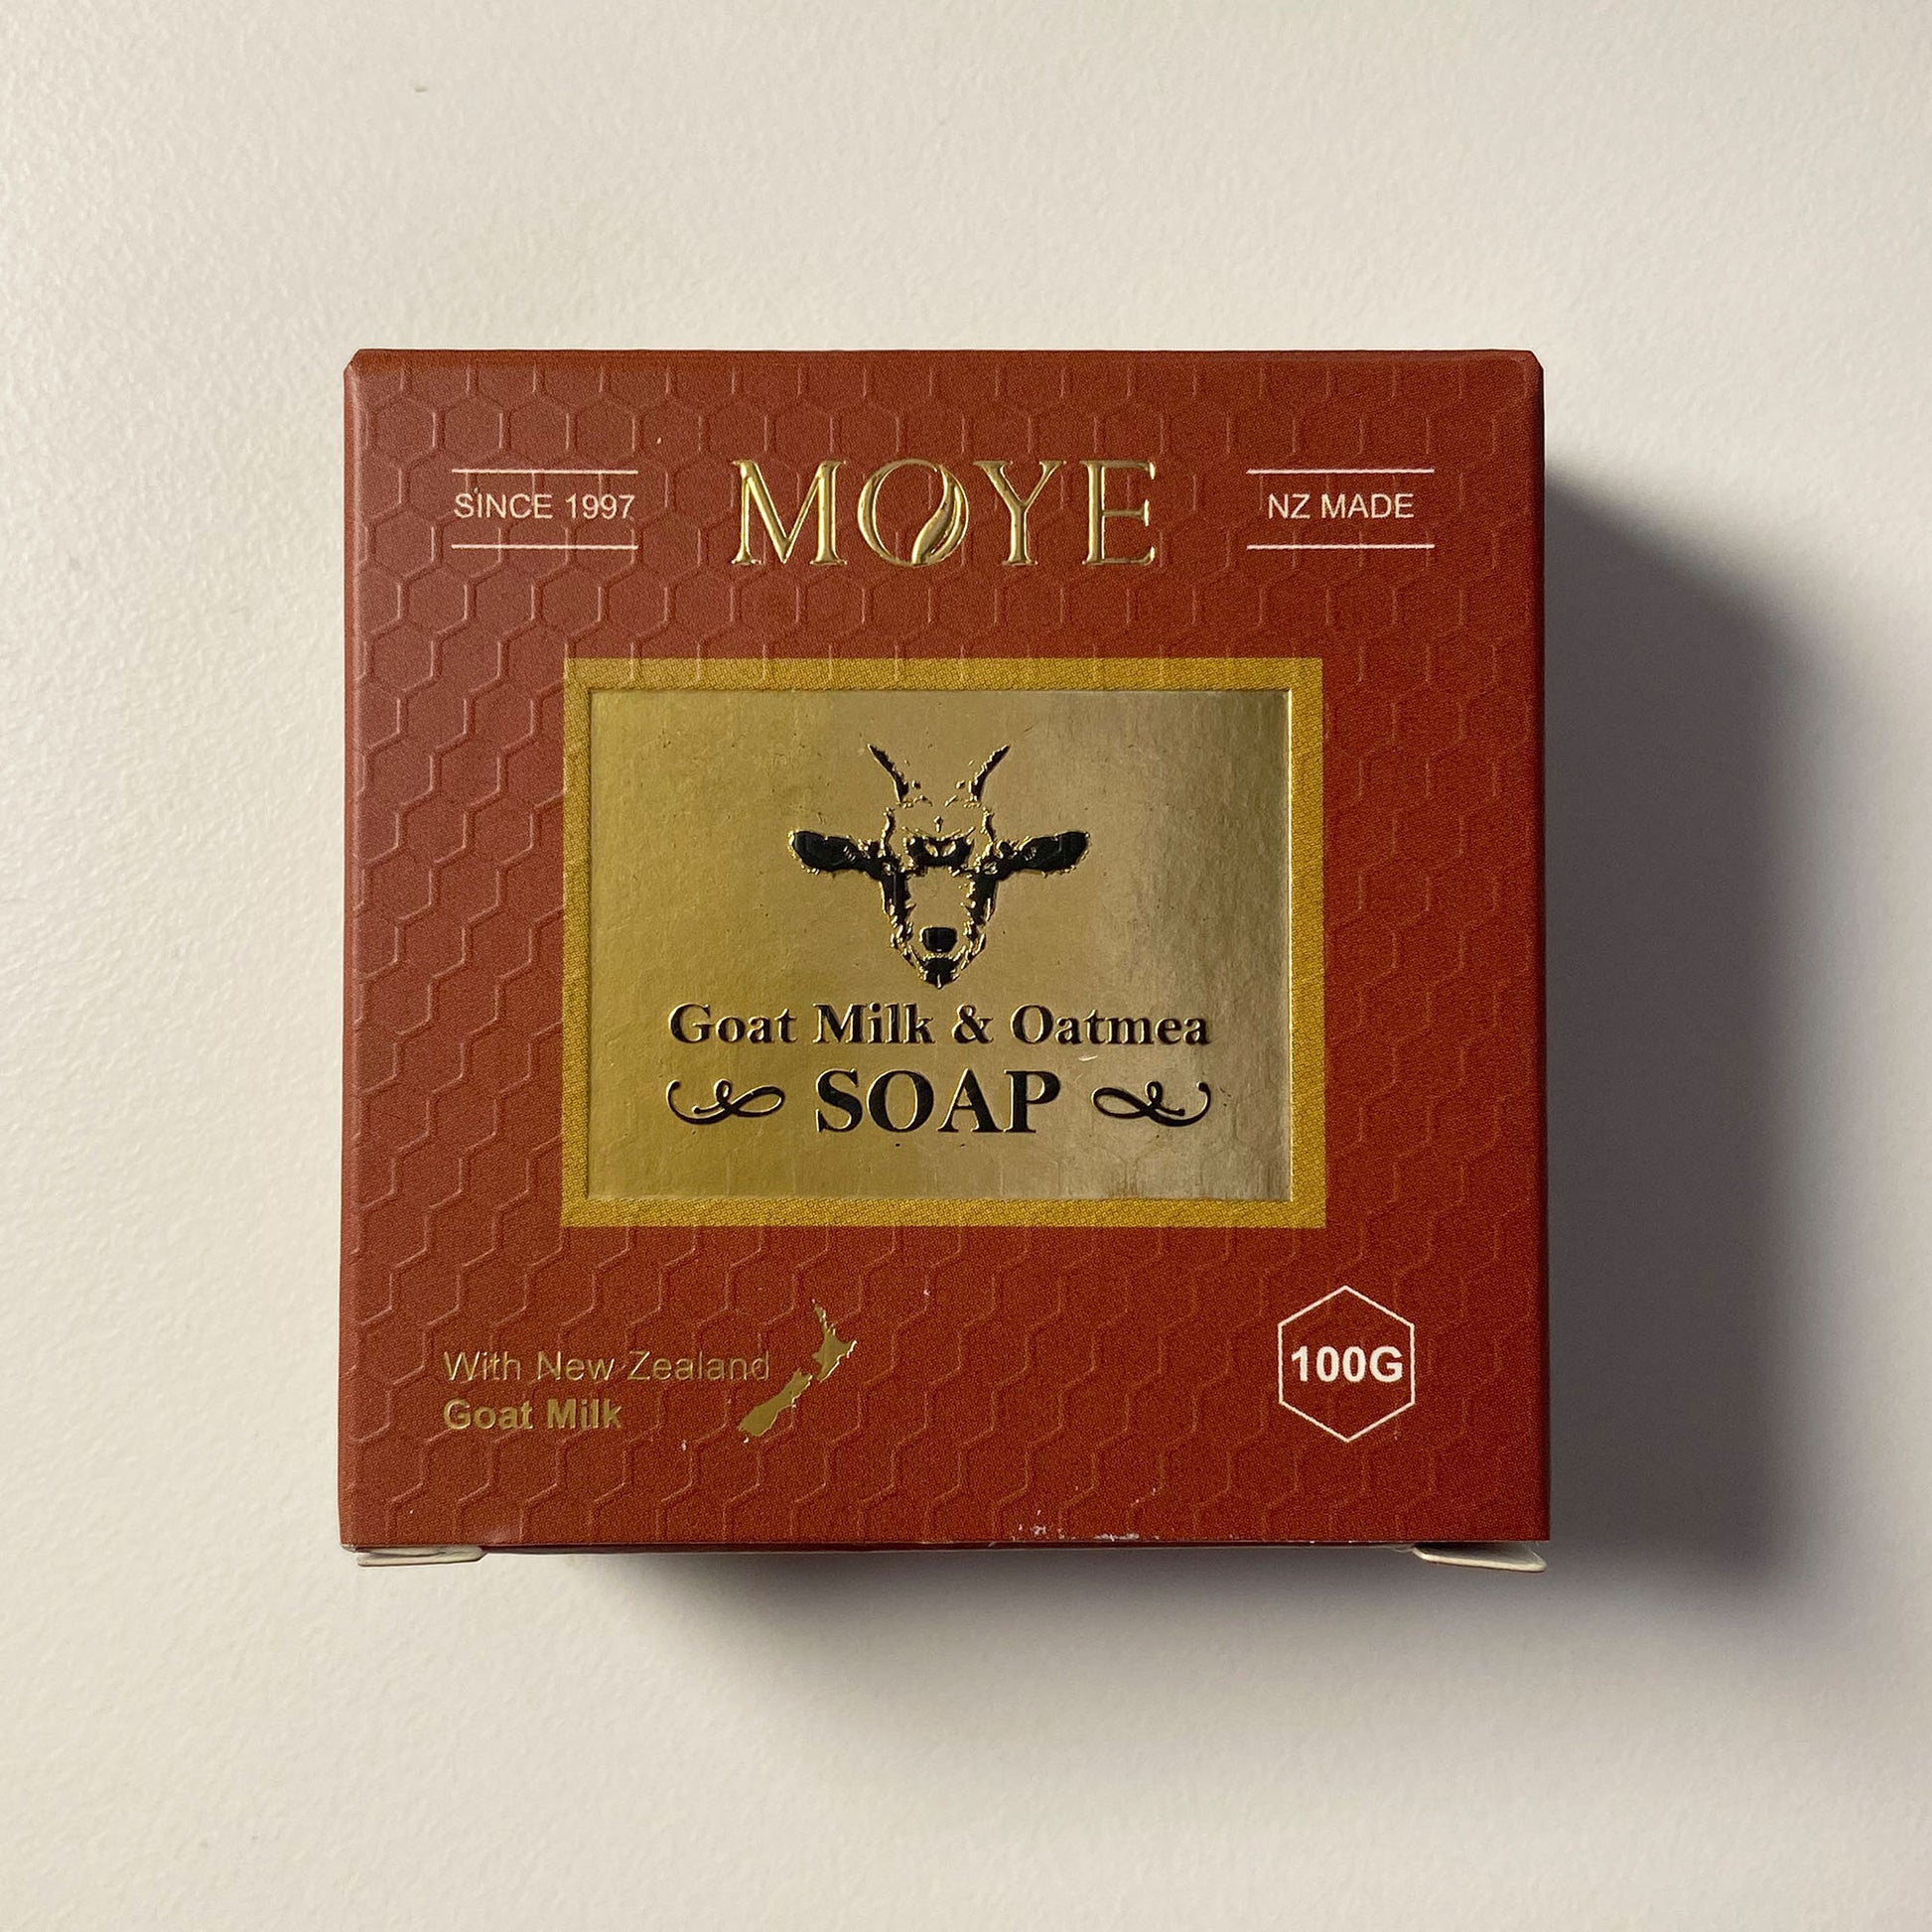 SINCE 1997
MOYE
NZ MADE
Goat Milk & Oatmea
SOAP
With New Zealand
Goat Milk
100G